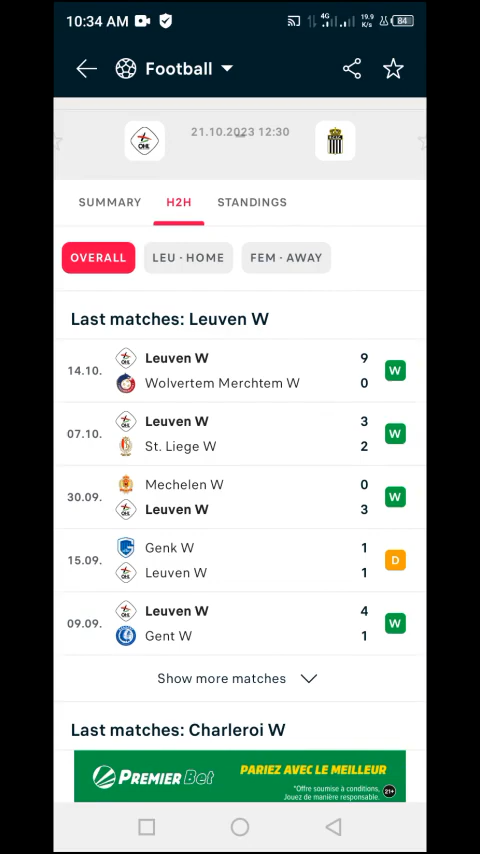 10:34 AM
4G 19.9 K/s 84
Football
OHL 21.10.2023 12:30
SUMMARY H2H STANDINGS
OVERALL LEU · HOME FEM · AWAY
Last matches: Leuven W
14.10. Leuven W 9 W
Wolvertem Merchtem W 0
07.10. Leuven W 3 W
St. Liege W 2
30.09. Mechelen W 0 W
Leuven W 3
15.09. Genk W 1 D
Leuven W 1
09.09. Leuven W 4 W
Gent W 1
Show more matches
Last matches: Charleroi W
PREMIER Bet PARIEZ AVEC LE MEILLEUR
*Offre soumise à conditions.
Jouez de manière responsable. 21+